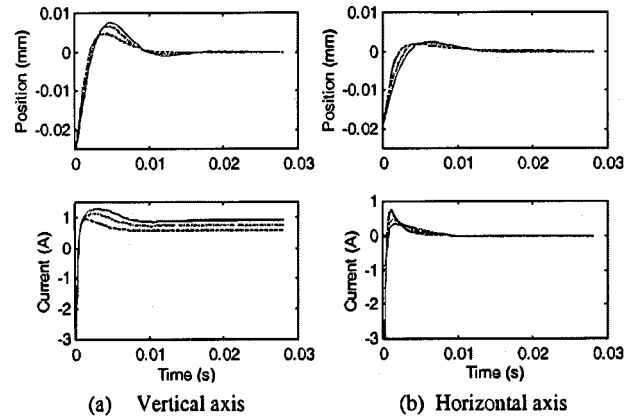 0.01
0
-0.01
-0.02
Position (mm)
0 0.01 0.02 0.03
0.01
0
-0.01
-0.02
Position (mm)
0 0.01 0.02 0.03
1
0
-1
-2
-3
Current (A)
0 0.01 0.02 0.03
Time (s)
1
0
-1
-2
-3
Current (A)
0 0.01 0.02 0.03
Time (s)
(a) Vertical axis
(b) Horizontal axis